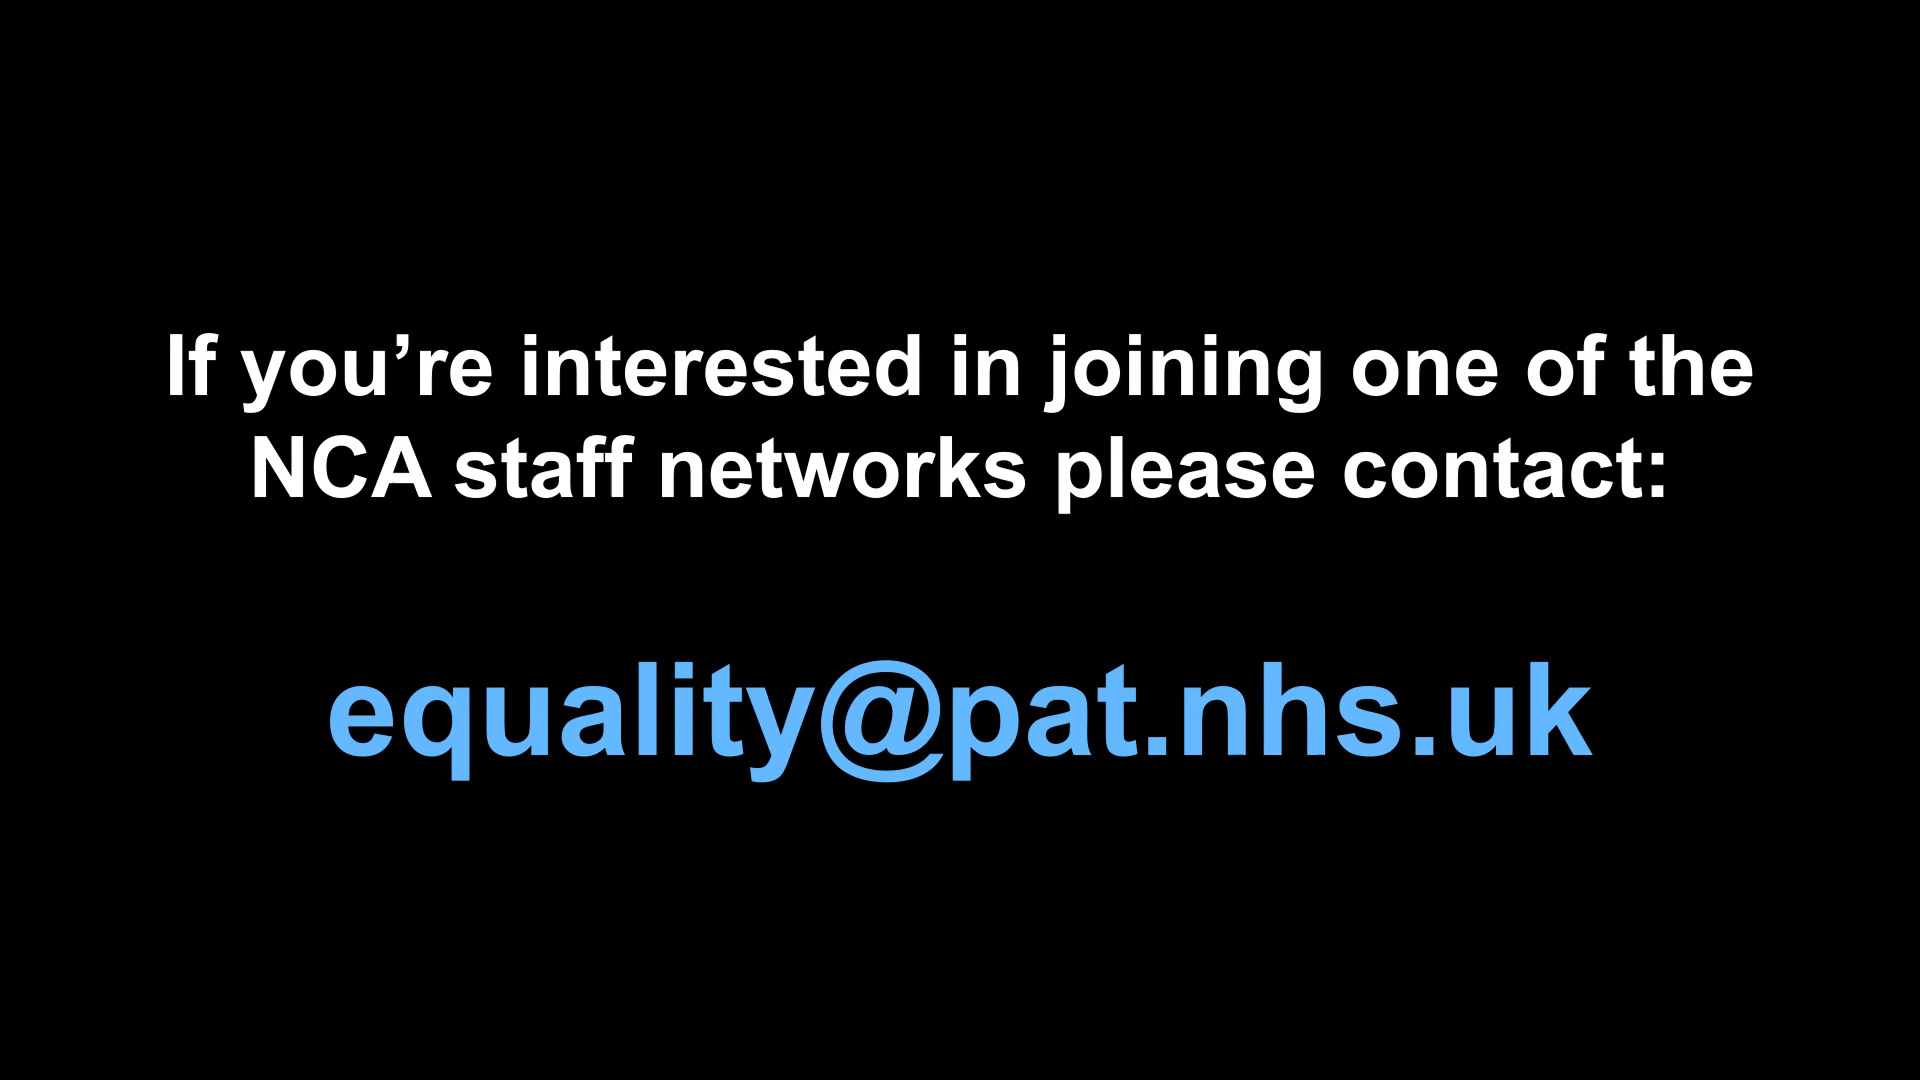 If you’re interested in joining one of the
NCA staff networks please contact:
equality@pat.nhs.uk